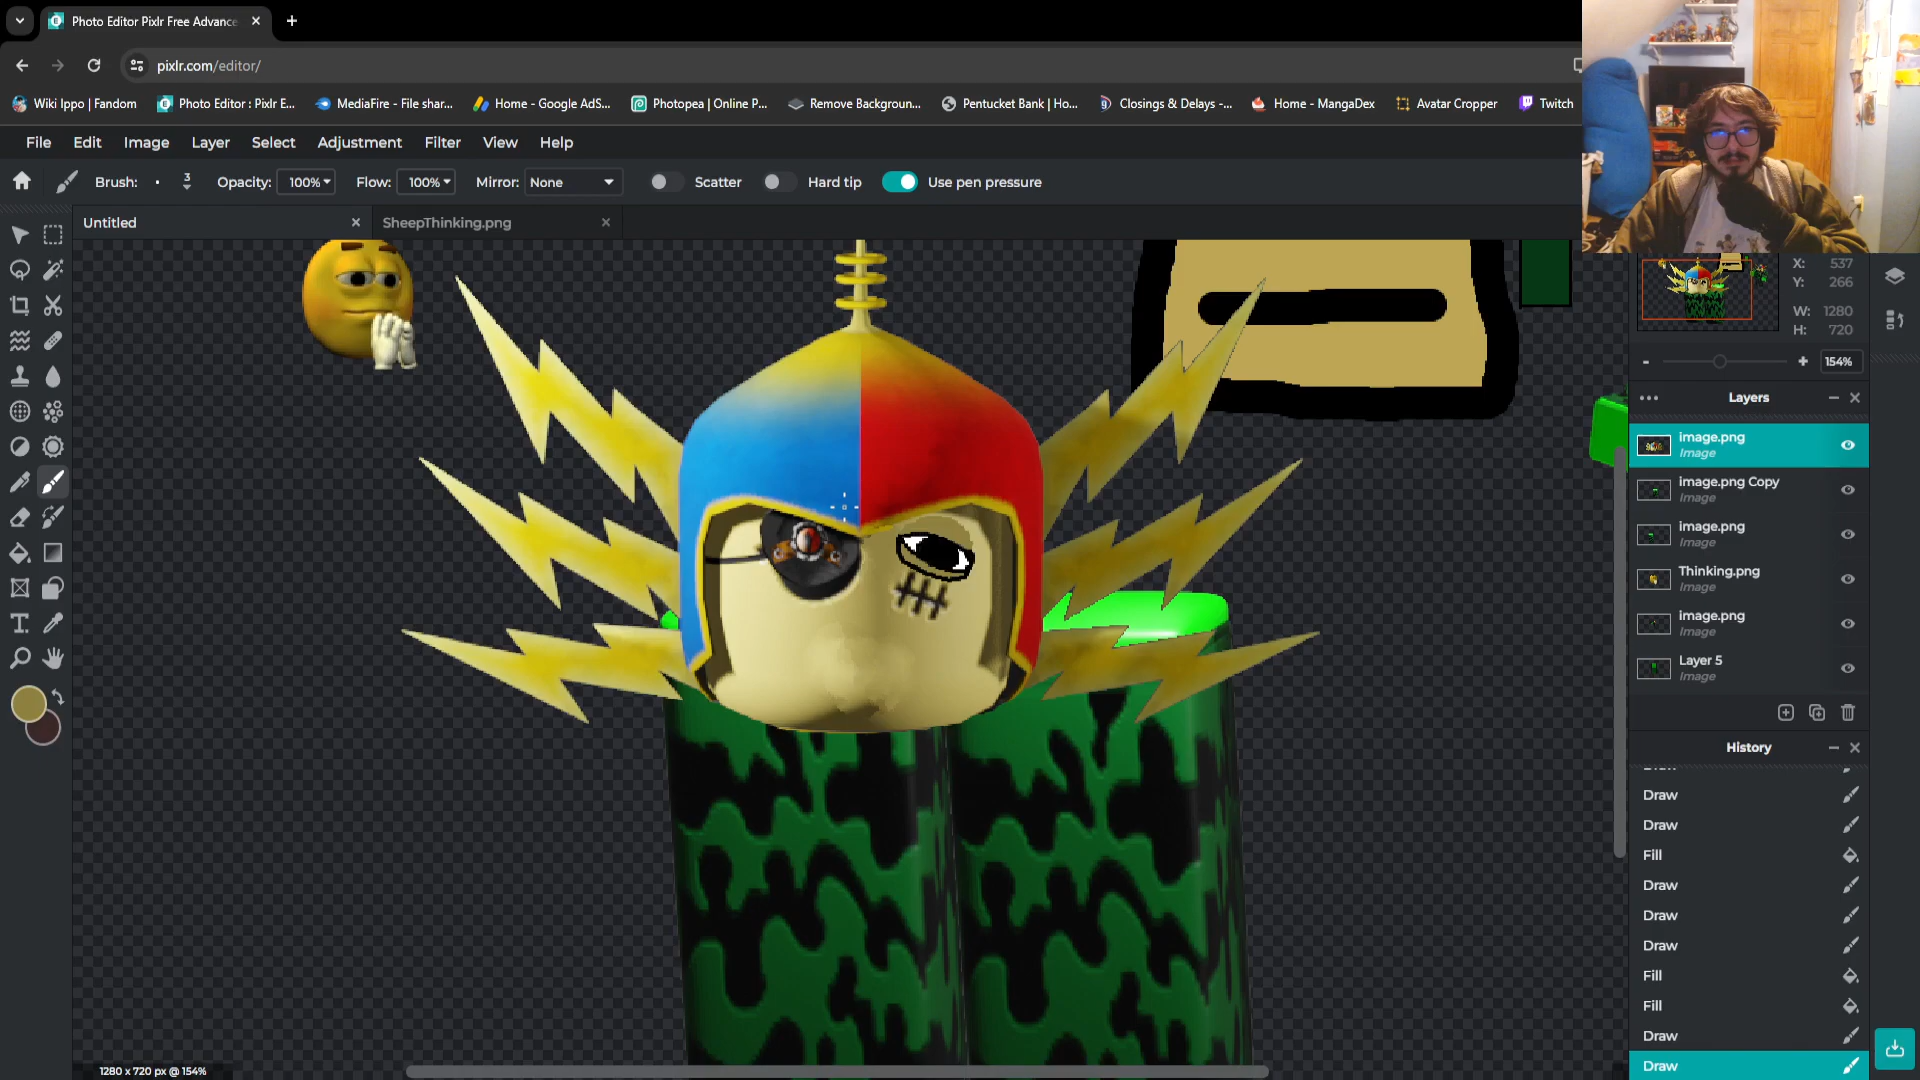 Photo Editor Pixlr Free Advance
pixlr.com/editor/
Wiki Ippo | Fandom
Photo Editor : Pixlr E...
MediaFire - File shar...
Home - Google AdS...
Photopea | Online P...
Remove Backgroun...
Pentucket Bank | Ho...
Closings & Delays -...
Home - MangaDex
Avatar Cropper
Twitch
File Edit Image Layer Select Adjustment Filter View Help
Brush: 3 Opacity: 100% Flow: 100% Mirror: None Scatter Hard tip Use pen pressure
Untitled
SheepThinking.png
X: 537
Y: 266
W: 1280
H: 720
154%
Layers
image.png
Image
image.png Copy
Image
image.png
Image
Thinking.png
Image
image.png
Image
Layer 5
Image
History
Draw
Draw
Fill
Draw
Draw
Draw
Fill
Fill
Draw
Draw
1280 x 720 px @ 154%